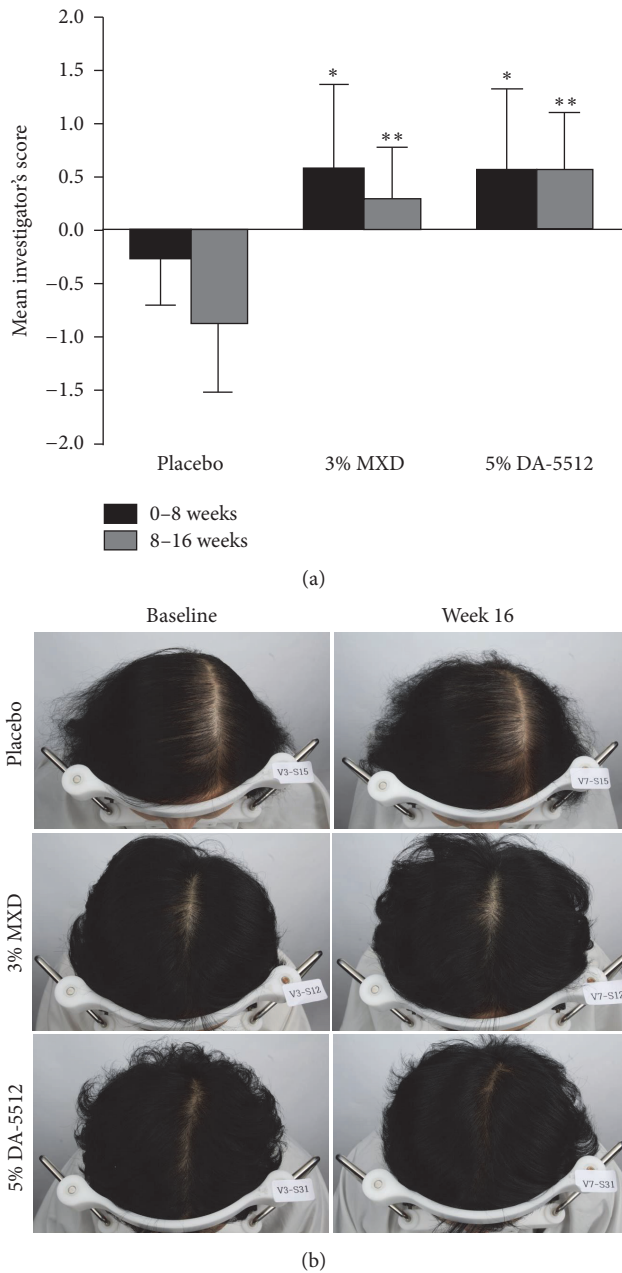 Mean investigator's score
2.0
1.5
1.0
0.5
0.0
−0.5
−1.0
−1.5
−2.0
*
**
*
**
Placebo
3% MXD
5% DA-5512
0–8 weeks
8–16 weeks
(a)
Baseline
Week 16
Placebo
V3-S15
V7-S15
3% MXD
V3-S12
V7-S12
5% DA-5512
V3-S31
V7-S31
(b)